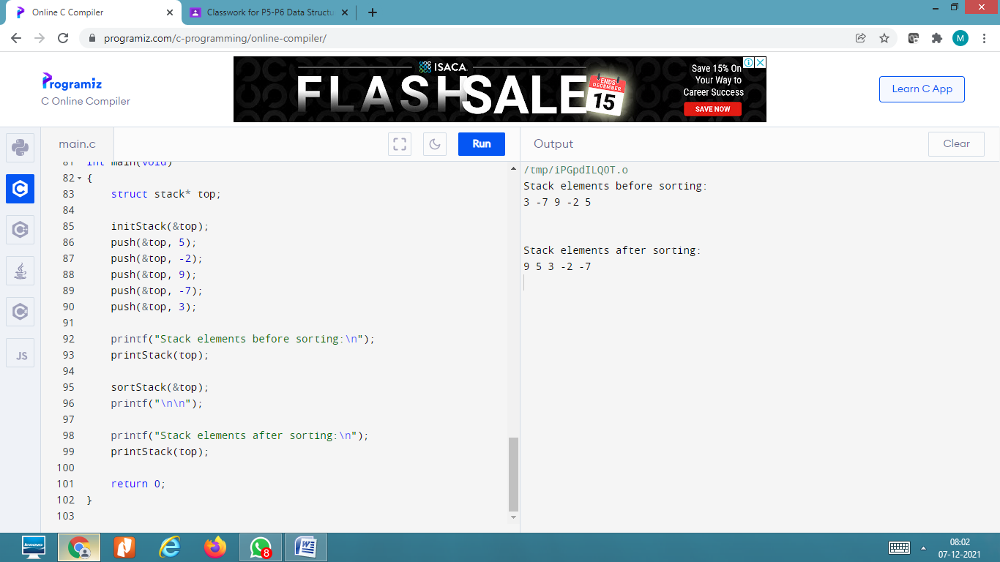 Online C Compiler
Classwork for P5-P6 Data Structu
programiz.com/c-programming/online-compiler/
M
Programiz
C Online Compiler
ISACA
FLASH SALE
ENDS
DECEMBER
15
Save 15% On
Your Way to
Career Success
SAVE NOW
Learn C App
main.c
Run
Output
Clear
JS
81 int main(void)
82 {
83     struct stack* top;
84
85     initStack(&top);
86     push(&top, 5);
87     push(&top, -2);
88     push(&top, 9);
89     push(&top, -7);
90     push(&top, 3);
91
92     printf("Stack elements before sorting:\n");
93     printStack(top);
94
95     sortStack(&top);
96     printf("\n\n");
97
98     printf("Stack elements after sorting:\n");
99     printStack(top);
100
101     return 0;
102 }
103
/tmp/iPGpdILQOT.o
Stack elements before sorting:
3 -7 9 -2 5
Stack elements after sorting:
9 5 3 -2 -7
lenovo
8
08:02
07-12-2021